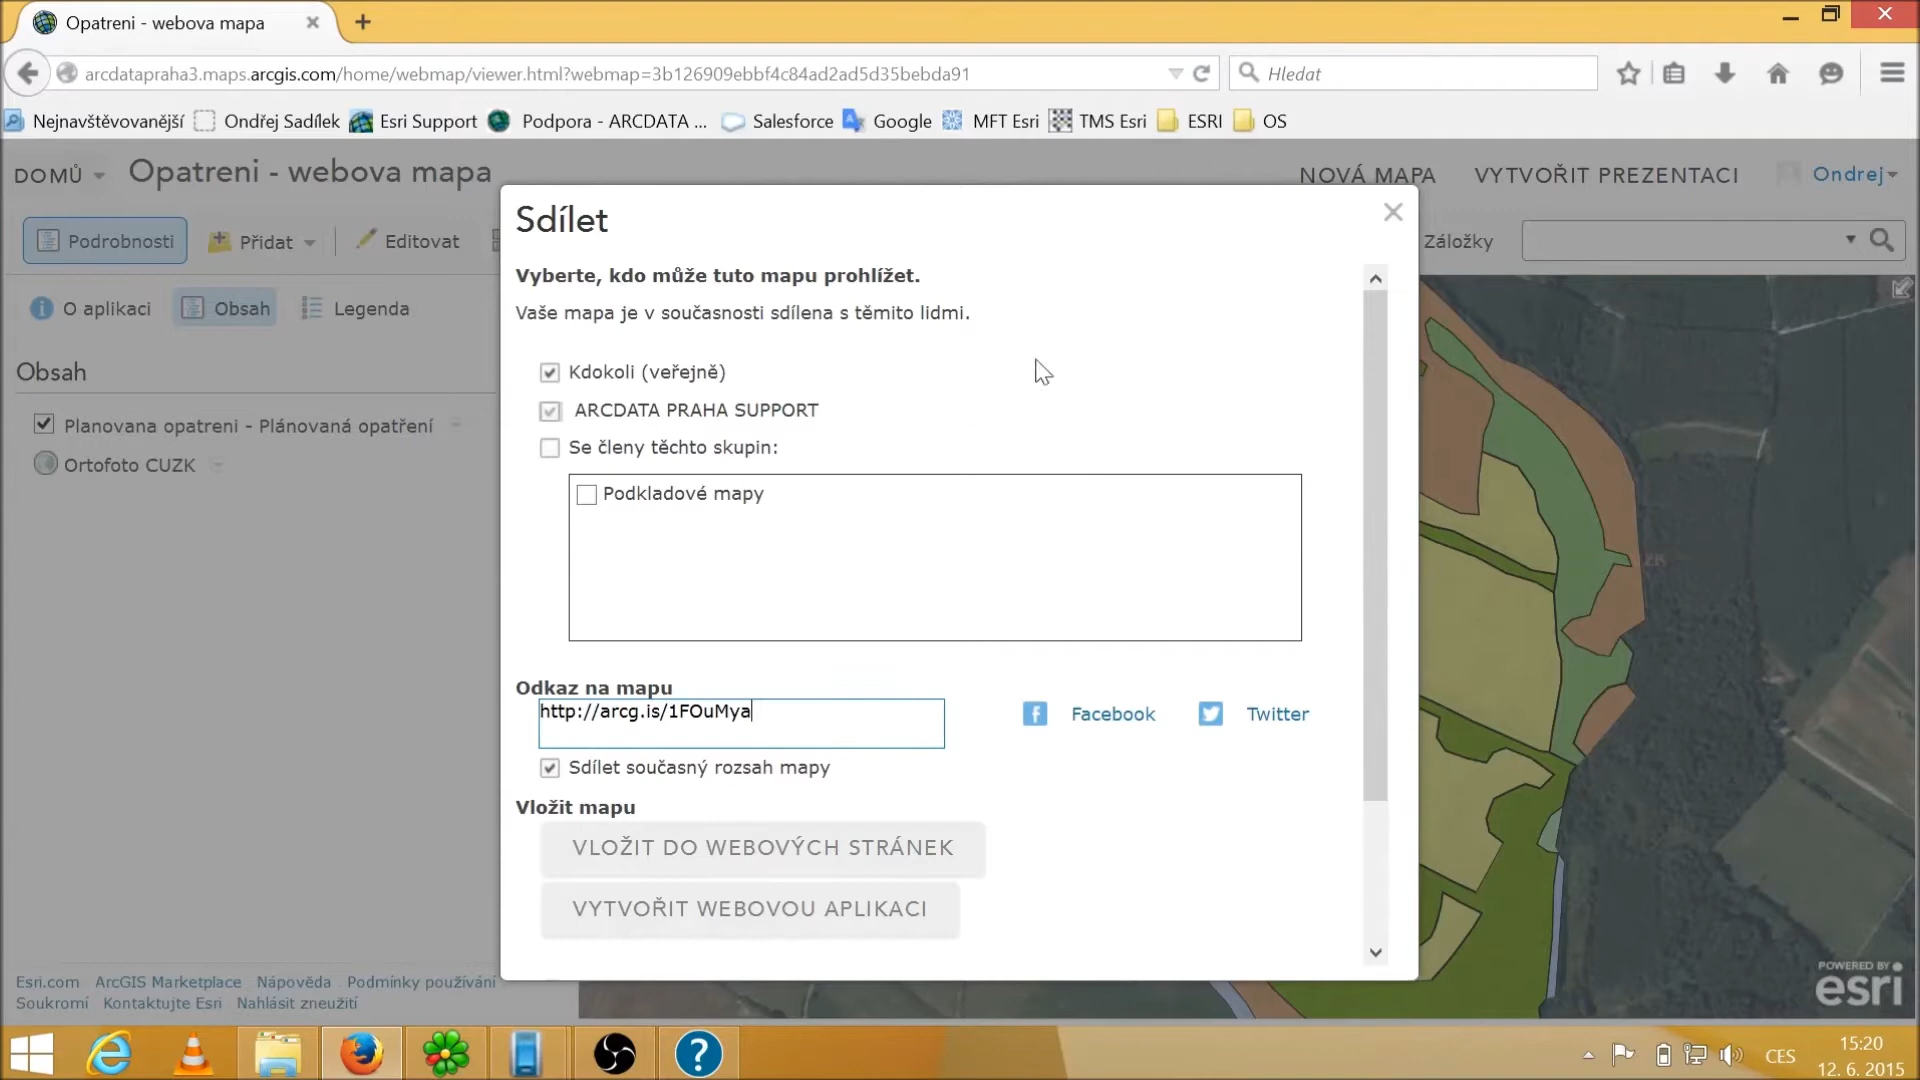 Opatreni - webova mapa
arcdatapraha3.maps.arcgis.com/home/webmap/viewer.html?webmap=3b126909ebbf4c84ad2ad5d35bebda91
Hledat
Nejnavštěvovanější
Ondřej Sadílek
Esri Support
Podpora - ARCDATA ...
Salesforce
Google
MFT Esri
TMS Esri
ESRI
OS
DOMŮ
Opatreni - webova mapa
NOVÁ MAPA
VYTVOŘIT PREZENTACI
Ondrej
Podrobnosti
Přidat
Editovat
Záložky
O aplikaci
Obsah
Legenda
Obsah
Planovana opatreni - Plánovaná opatření
Ortofoto CUZK
Sdílet
Vyberte, kdo může tuto mapu prohlížet.
Vaše mapa je v současnosti sdílena s těmito lidmi.
Kdokoli (veřejně)
ARCDATA PRAHA SUPPORT
Se členy těchto skupin:
Podkladové mapy
Odkaz na mapu
http://arcg.is/1FOuMya
Facebook
Twitter
Sdílet současný rozsah mapy
Vložit mapu
VLOŽIT DO WEBOVÝCH STRÁNEK
VYTVOŘIT WEBOVOU APLIKACI
Esri.com
ArcGIS Marketplace
Nápověda
Podmínky používání
Soukromí
Kontaktujte Esri
Nahlásit zneužití
POWERED BY
esri
CES
15:20
12. 6. 2015